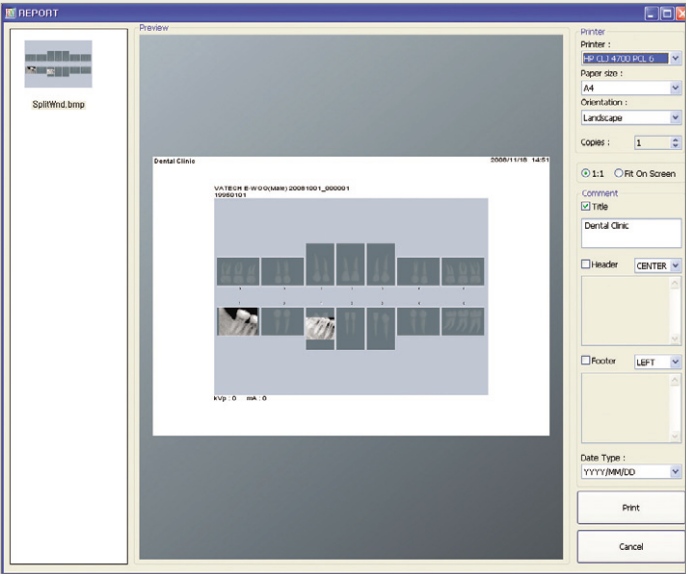 REPORT
SplitWnd.bmp
Preview
Dental Clinic
2008/11/18 14:51
VATECH E-WOO(Male) 20081001_000001
19980101
kVp : 0 mA : 0
Printer
Printer :
HP CLJ 4700 PCL 6
Paper size :
A4
Orientation :
Landscape
Copies :
1
1:1
Fit On Screen
Comment
Title
Dental Clinic
Header
CENTER
Footer
LEFT
Date Type :
YYYY/MM/DD
Print
Cancel